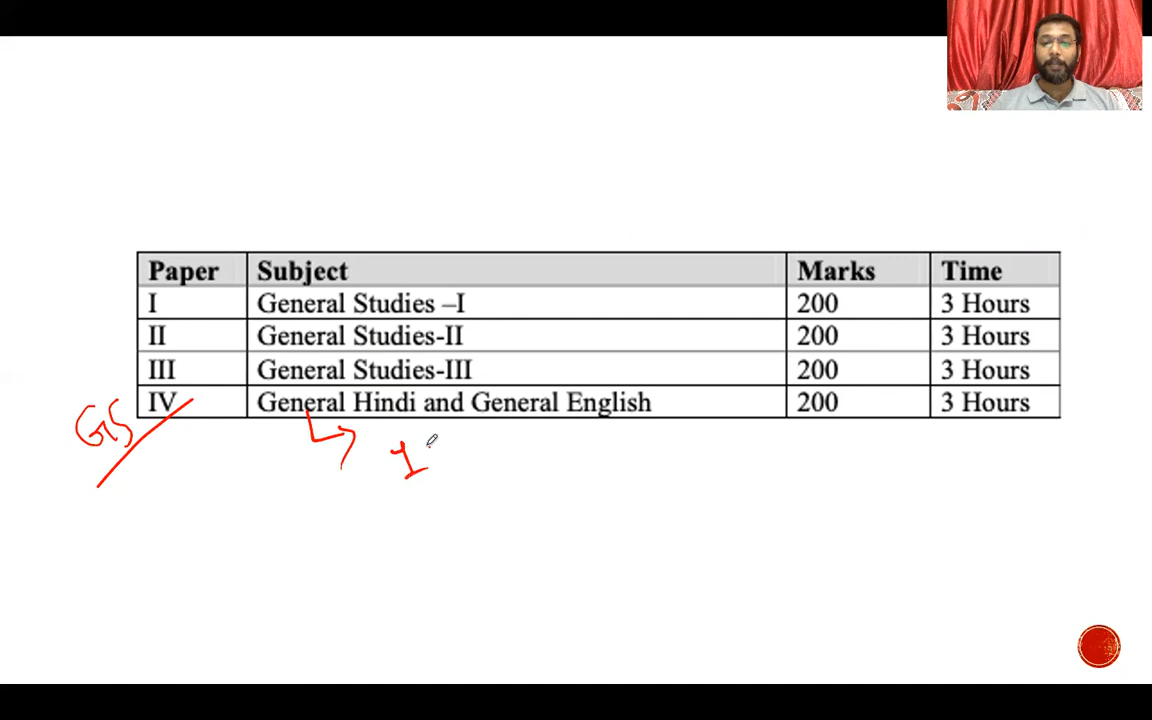 Paper Subject Marks Time
I General Studies –I 200 3 Hours
II General Studies-II 200 3 Hours
III General Studies-III 200 3 Hours
IV General Hindi and General English 200 3 Hours
GS
1